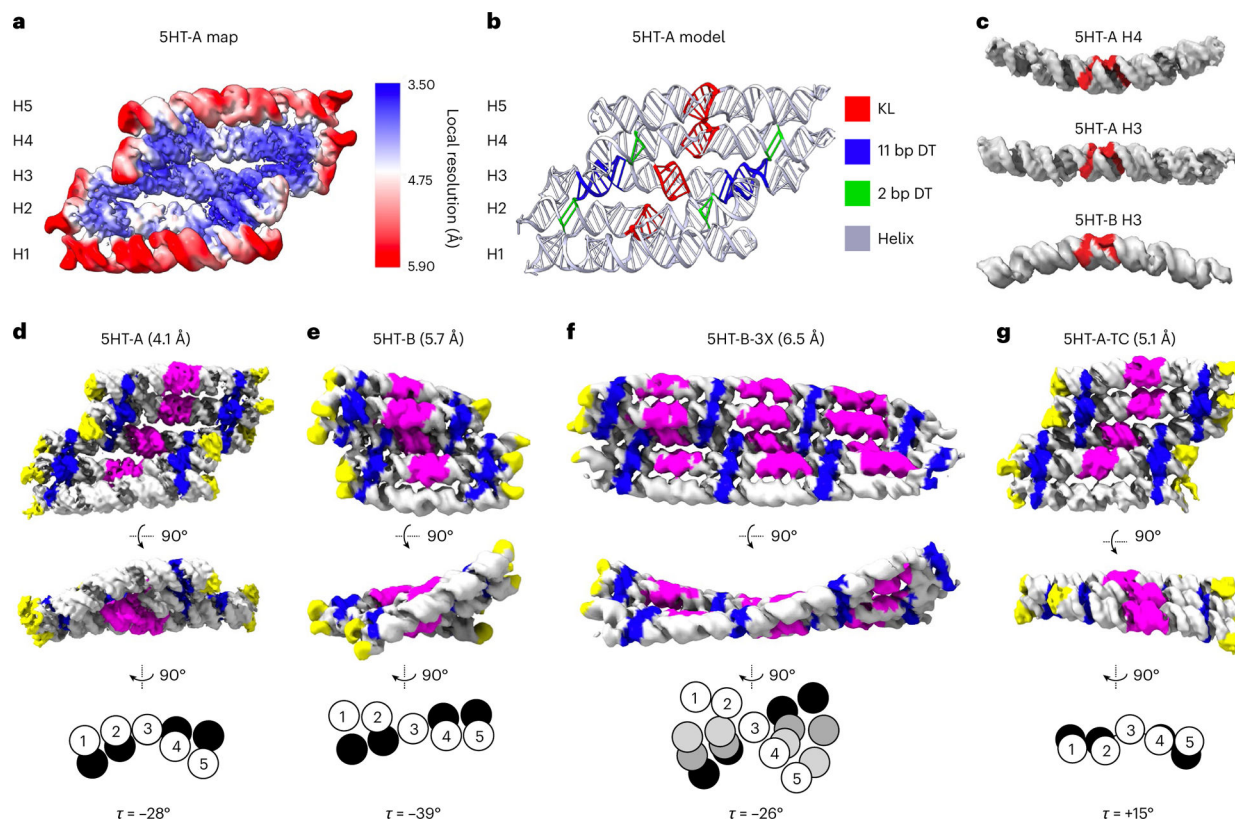 a
5HT-A map
H5
H4
H3
H2
H1
3.50
4.75
5.90
Local resolution (Å)
b
5HT-A model
H5
H4
H3
H2
H1
KL
11 bp DT
2 bp DT
Helix
c
5HT-A H4
5HT-A H3
5HT-B H3
d
5HT-A (4.1 Å)
90°
90°
1 2 3 4 5
τ = –28°
e
5HT-B (5.7 Å)
90°
90°
1 2 3 4 5
τ = –39°
f
5HT-B-3X (6.5 Å)
90°
90°
1 2 3 4 5
τ = –26°
g
5HT-A-TC (5.1 Å)
90°
90°
1 2 3 4 5
τ = +15°